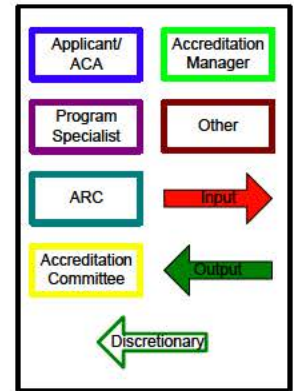 Applicant/
ACA
Accreditation
Manager
Program
Specialist
Other
ARC
Input
Accreditation
Committee
Output
Discretionary